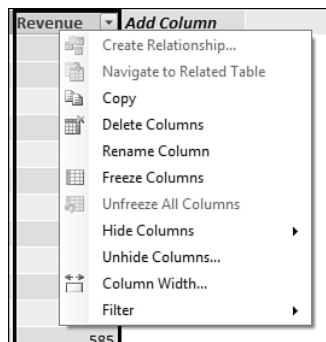 Revenue Add Column
Create Relationship...
Navigate to Related Table
Copy
Delete Columns
Rename Column
Freeze Columns
Unfreeze All Columns
Hide Columns
Unhide Columns...
Column Width...
Filter
585